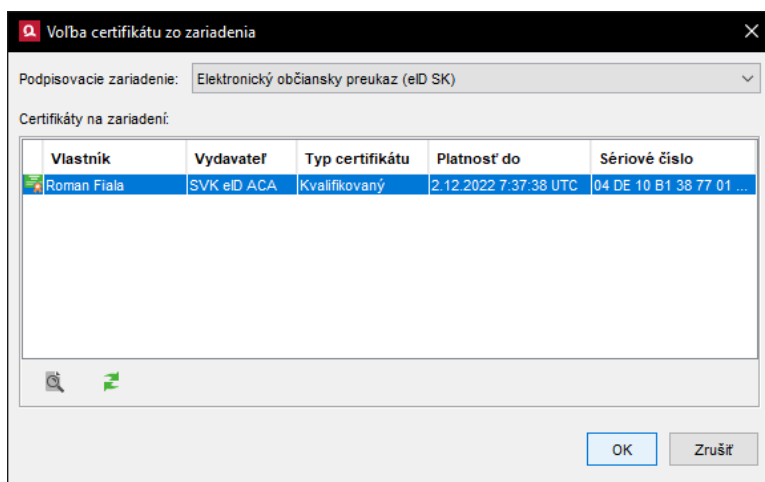 Voľba certifikátu zo zariadenia
Podpisovacie zariadenie: Elektronický občiansky preukaz (eID SK)
Certifikáty na zariadení:
Vlastník Vydavateľ Typ certifikátu Platnosť do Sériové číslo
Roman Fiala SVK eID ACA Kvalifikovaný 2.12.2022 7:37:38 UTC 04 DE 10 B1 38 77 01 ...
OK Zrušiť